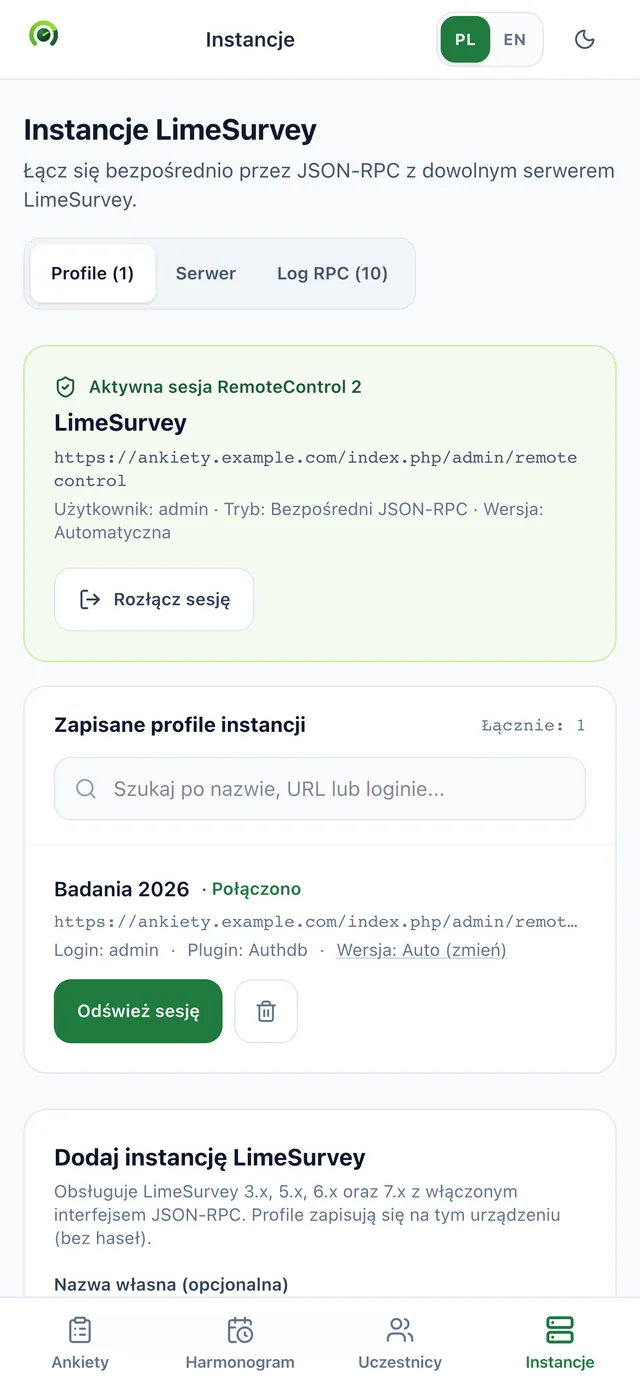 Instancje
PL EN
Instancje LimeSurvey
Łącz się bezpośrednio przez JSON-RPC z dowolnym serwerem
LimeSurvey.
Profile (1) Serwer Log RPC (10)
Aktywna sesja RemoteControl 2
LimeSurvey
https://ankiety.example.com/index.php/admin/remote
control
Użytkownik: admin · Tryb: Bezpośredni JSON-RPC · Wersja:
Automatyczna
Rozłącz sesję
Zapisane profile instancji Łącznie: 1
Szukaj po nazwie, URL lub loginie...
Badania 2026 · Połączono
https://ankiety.example.com/index.php/admin/remot…
Login: admin · Plugin: Authdb · Wersja: Auto (zmień)
Odśwież sesję
Dodaj instancję LimeSurvey
Obsługuje LimeSurvey 3.x, 5.x, 6.x oraz 7.x z włączonym
interfejsem JSON-RPC. Profile zapisują się na tym urządzeniu
(bez haseł).
Nazwa własna (opcjonalna)
Ankiety Harmonogram Uczestnicy Instancje